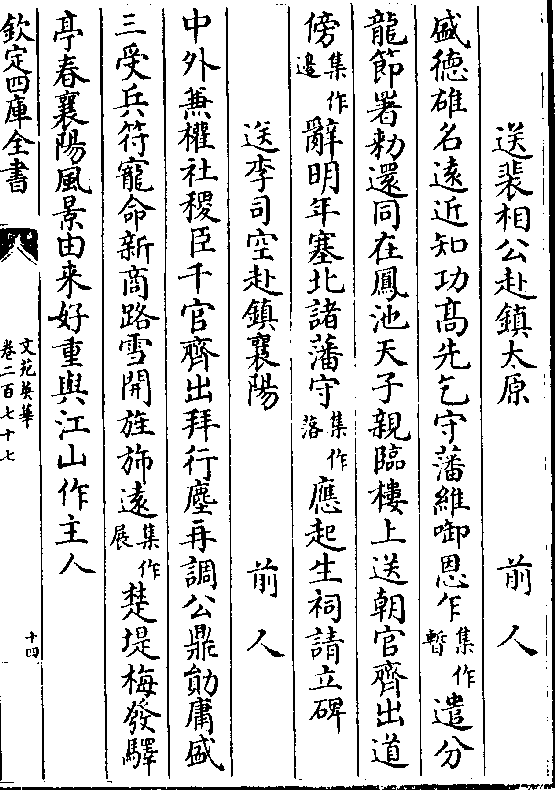 送裴相公赴鎮太原 前人
盛德雄名遠近知功髙先乞守藩維啣恩乍集作暫遣分
龍節署勅還同在鳳池天子親臨樓上送朝官齊出道
傍集作邉辭明年塞北諸藩守集作落應起生祠請立碑
送李司空赴鎮襄陽 前人
中外兼權社稷臣千官齊出拜行塵再調公鼎勛庸盛
三受兵符寵命新商路雪開旌斾遠集作展楚堤梅發驛
亭春襄陽風景由来好重與江山作主人
欽定四庫全書
文苑英華
卷二百七十七
十四